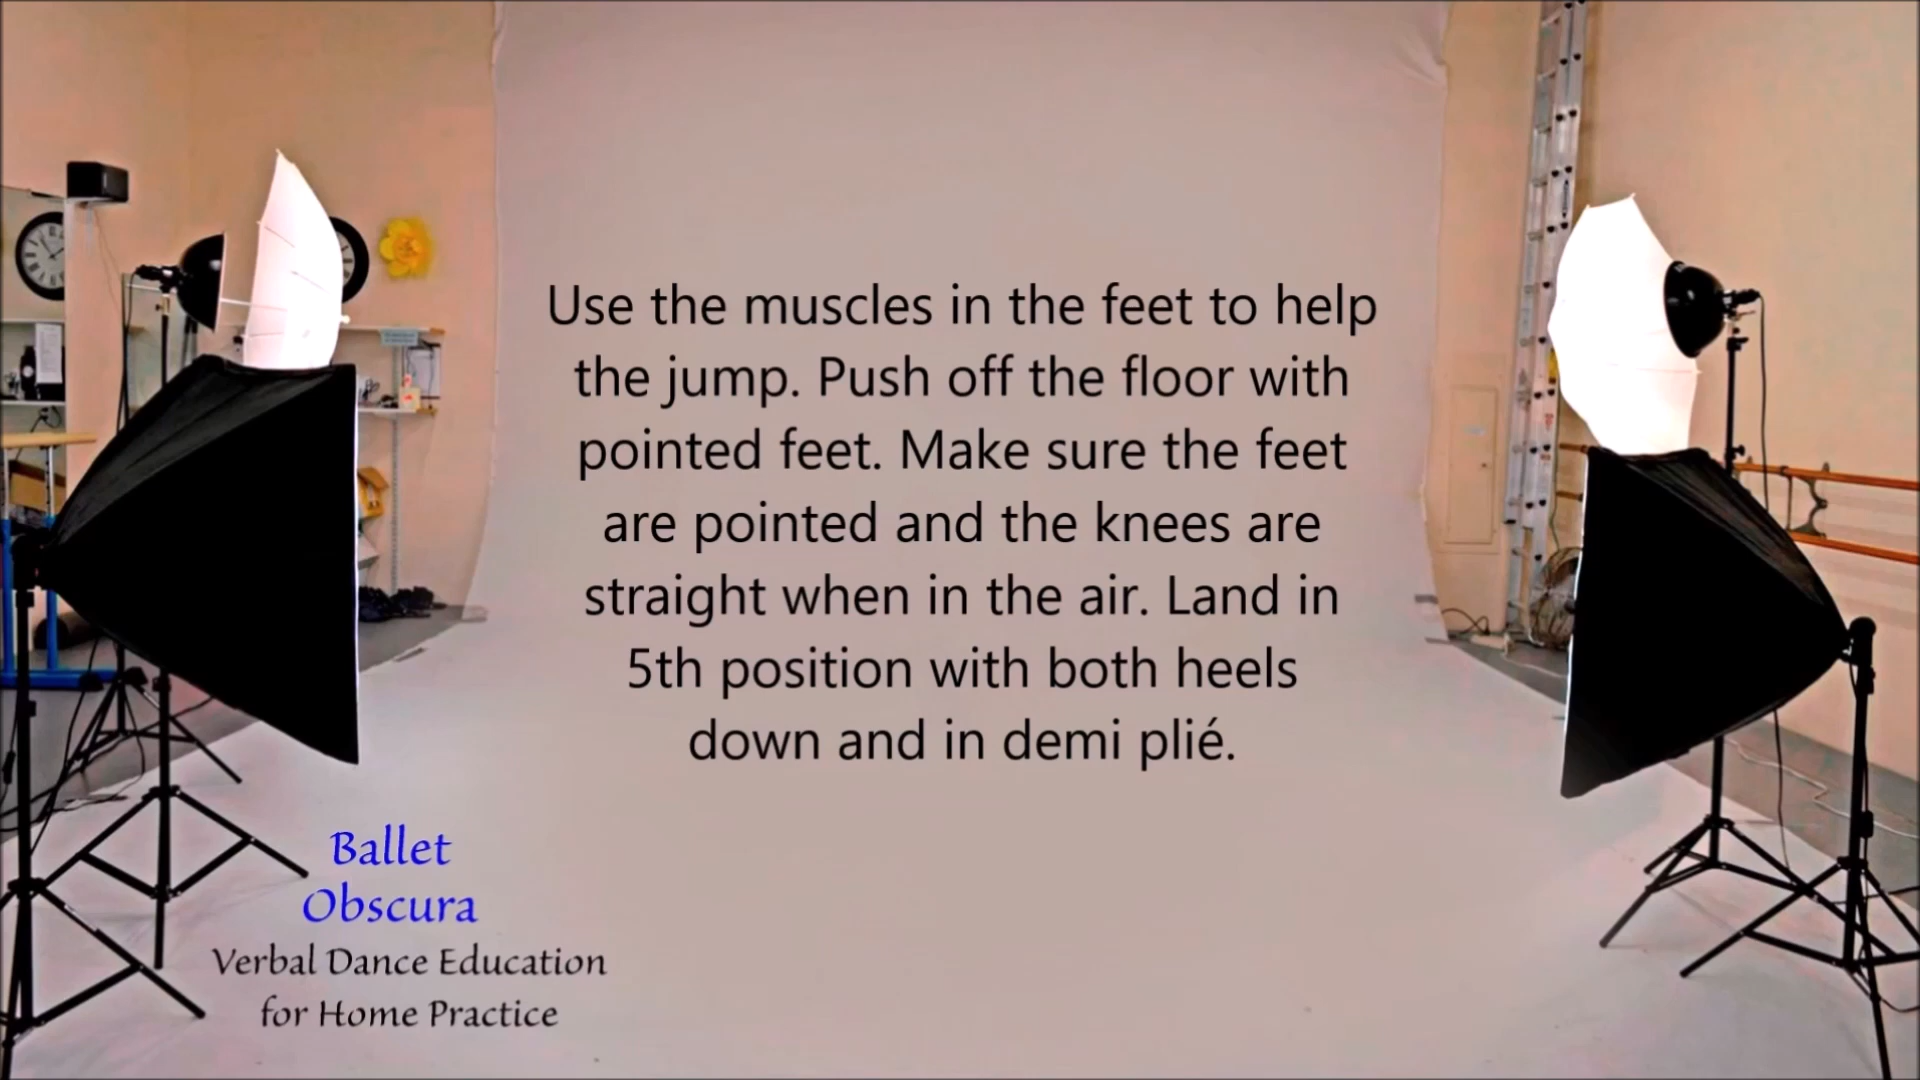 Use the muscles in the feet to help
the jump. Push off the floor with
pointed feet. Make sure the feet
are pointed and the knees are
straight when in the air. Land in
5th position with both heels
down and in demi plié.
Ballet
Obscura
Verbal Dance Education
for Home Practice